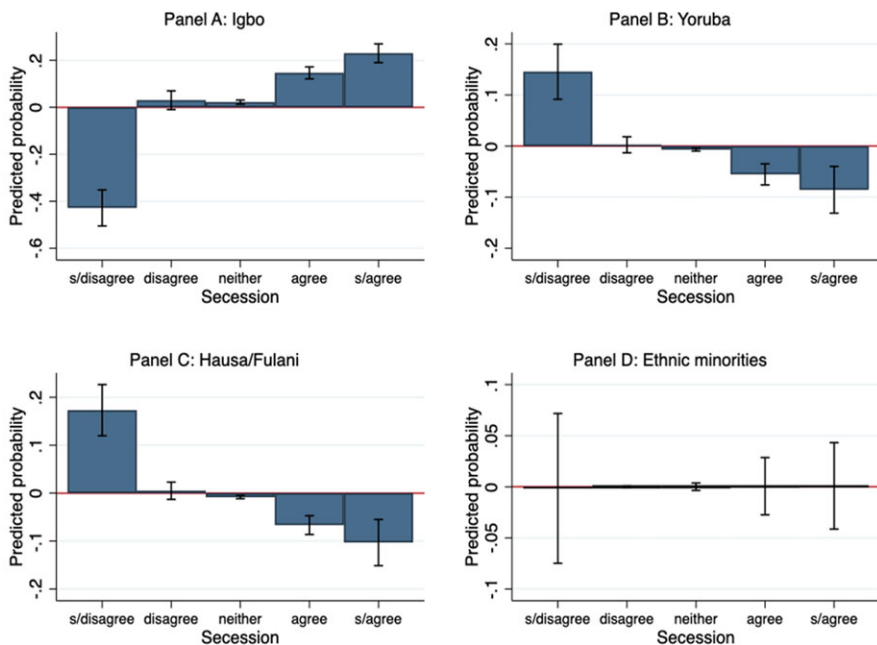 Panel A: Igbo
Predicted probability
.2
0
-.2
-.4
-.6
s/disagree disagree neither agree s/agree
Secession
Panel B: Yoruba
Predicted probability
.2
.1
0
-.1
-.2
s/disagree disagree neither agree s/agree
Secession
Panel C: Hausa/Fulani
Predicted probability
.2
.1
0
-.1
-.2
s/disagree disagree neither agree s/agree
Secession
Panel D: Ethnic minorities
Predicted probability
.1
.05
0
-.05
-.1
s/disagree disagree neither agree s/agree
Secession